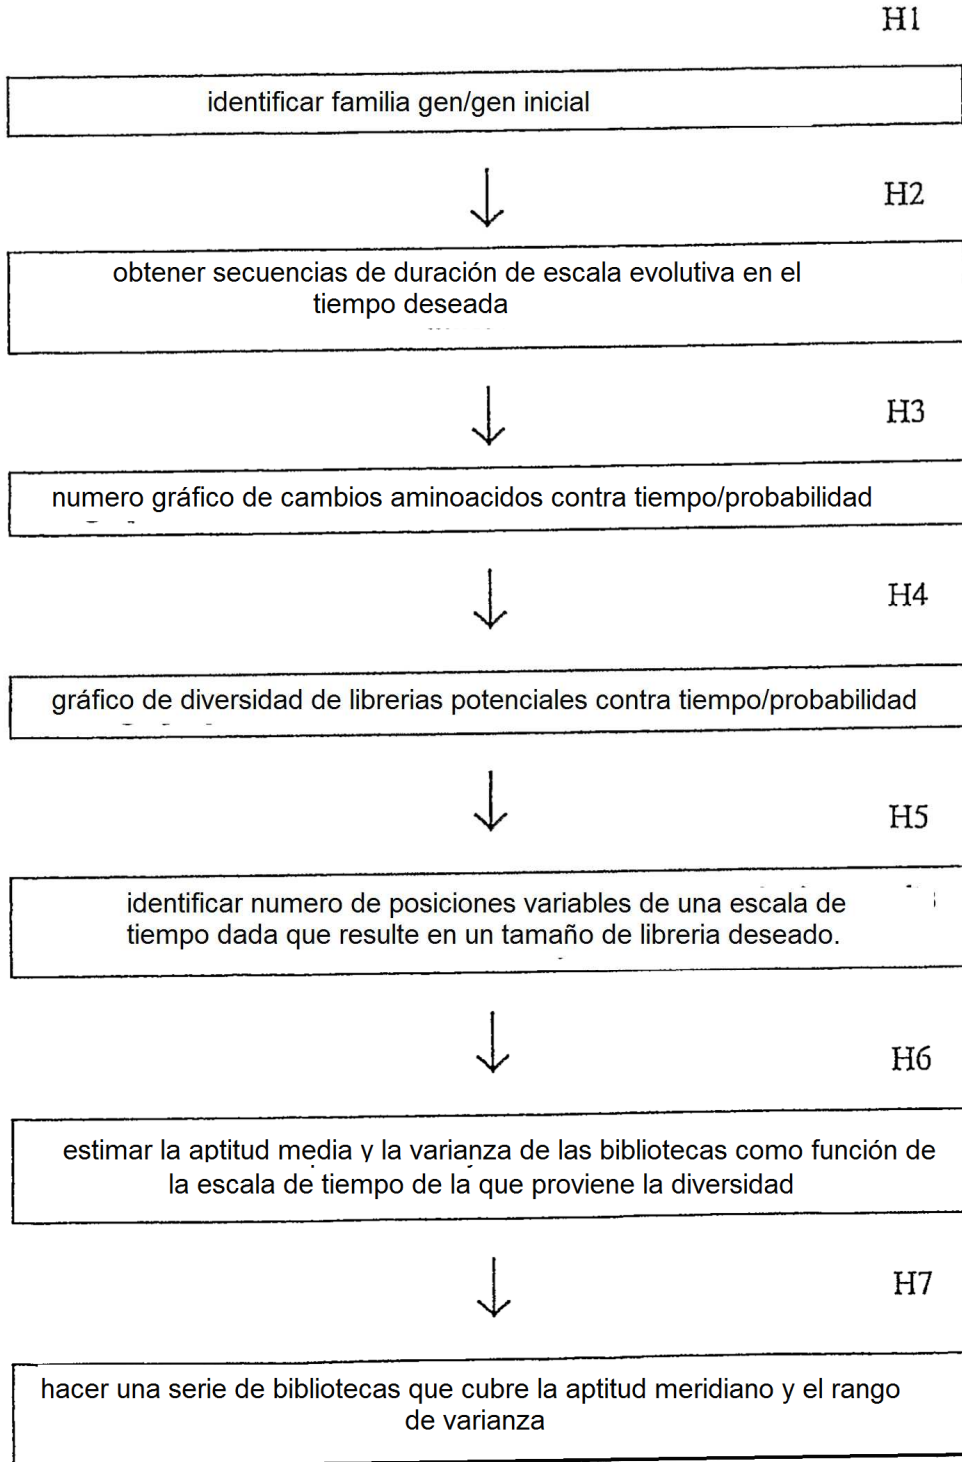 H1
identificar familia gen/gen inicial
H2
obtener secuencias de duración de escala evolutiva en el
tiempo deseada
H3
numero gráfico de cambios aminoacidos contra tiempo/probabilidad
H4
gráfico de diversidad de librerias potenciales contra tiempo/probabilidad
H5
identificar numero de posiciones variables de una escala de
tiempo dada que resulte en un tamaño de libreria deseado.
H6
estimar la aptitud media y la varianza de las bibliotecas como función de
la escala de tiempo de la que proviene la diversidad
H7
hacer una serie de bibliotecas que cubre la aptitud meridiano y el rango
de varianza